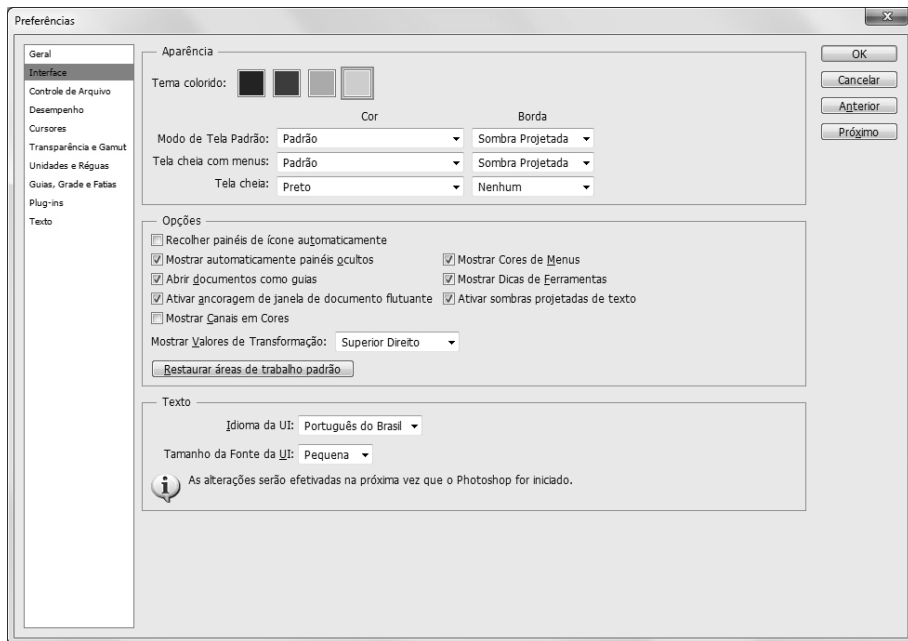 Preferências
Geral
Interface
Controle de Arquivo
Desempenho
Cursores
Transparência e Gamut
Unidades e Réguas
Guias, Grade e Fatias
Plug-ins
Texto
Aparência
Tema colorido:
Cor Borda
Modo de Tela Padrão: Padrão Sombra Projetada
Tela cheia com menus: Padrão Sombra Projetada
Tela cheia: Preto Nenhum
Opções
Recolher painéis de ícone automaticamente
Mostrar automaticamente painéis ocultos Mostrar Cores de Menus
Abrir documentos como guias Mostrar Dicas de Ferramentas
Ativar ancoragem de janela de documento flutuante Ativar sombras projetadas de texto
Mostrar Canais em Cores
Mostrar Valores de Transformação: Superior Direito
Restaurar áreas de trabalho padrão
Texto
Idioma da UI: Português do Brasil
Tamanho da Fonte da UI: Pequena
As alterações serão efetivadas na próxima vez que o Photoshop for iniciado.
OK
Cancelar
Anterior
Próximo